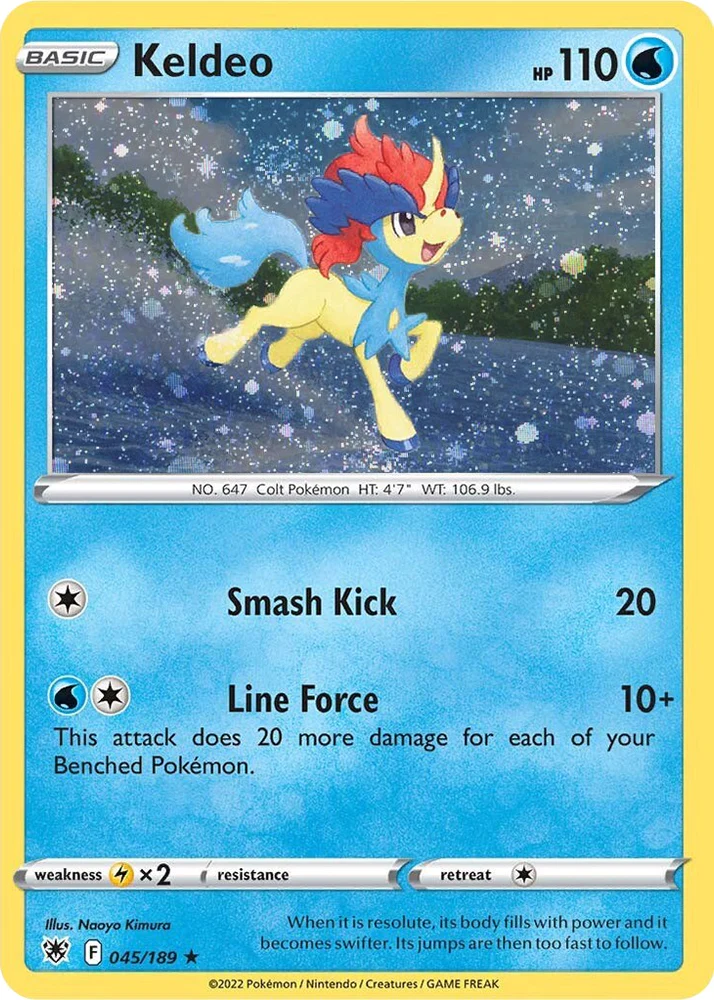 BASIC Keldeo HP 110
NO. 647 Colt Pokémon HT: 4'7" WT: 106.9 lbs.
Smash Kick 20
Line Force 10+
This attack does 20 more damage for each of your
Benched Pokémon.
weakness ×2 resistance retreat
Illus. Naoyo Kimura
When it is resolute, its body fills with power and it
becomes swifter. Its jumps are then too fast to follow.
F 045/189 ★
©2022 Pokémon / Nintendo / Creatures / GAME FREAK